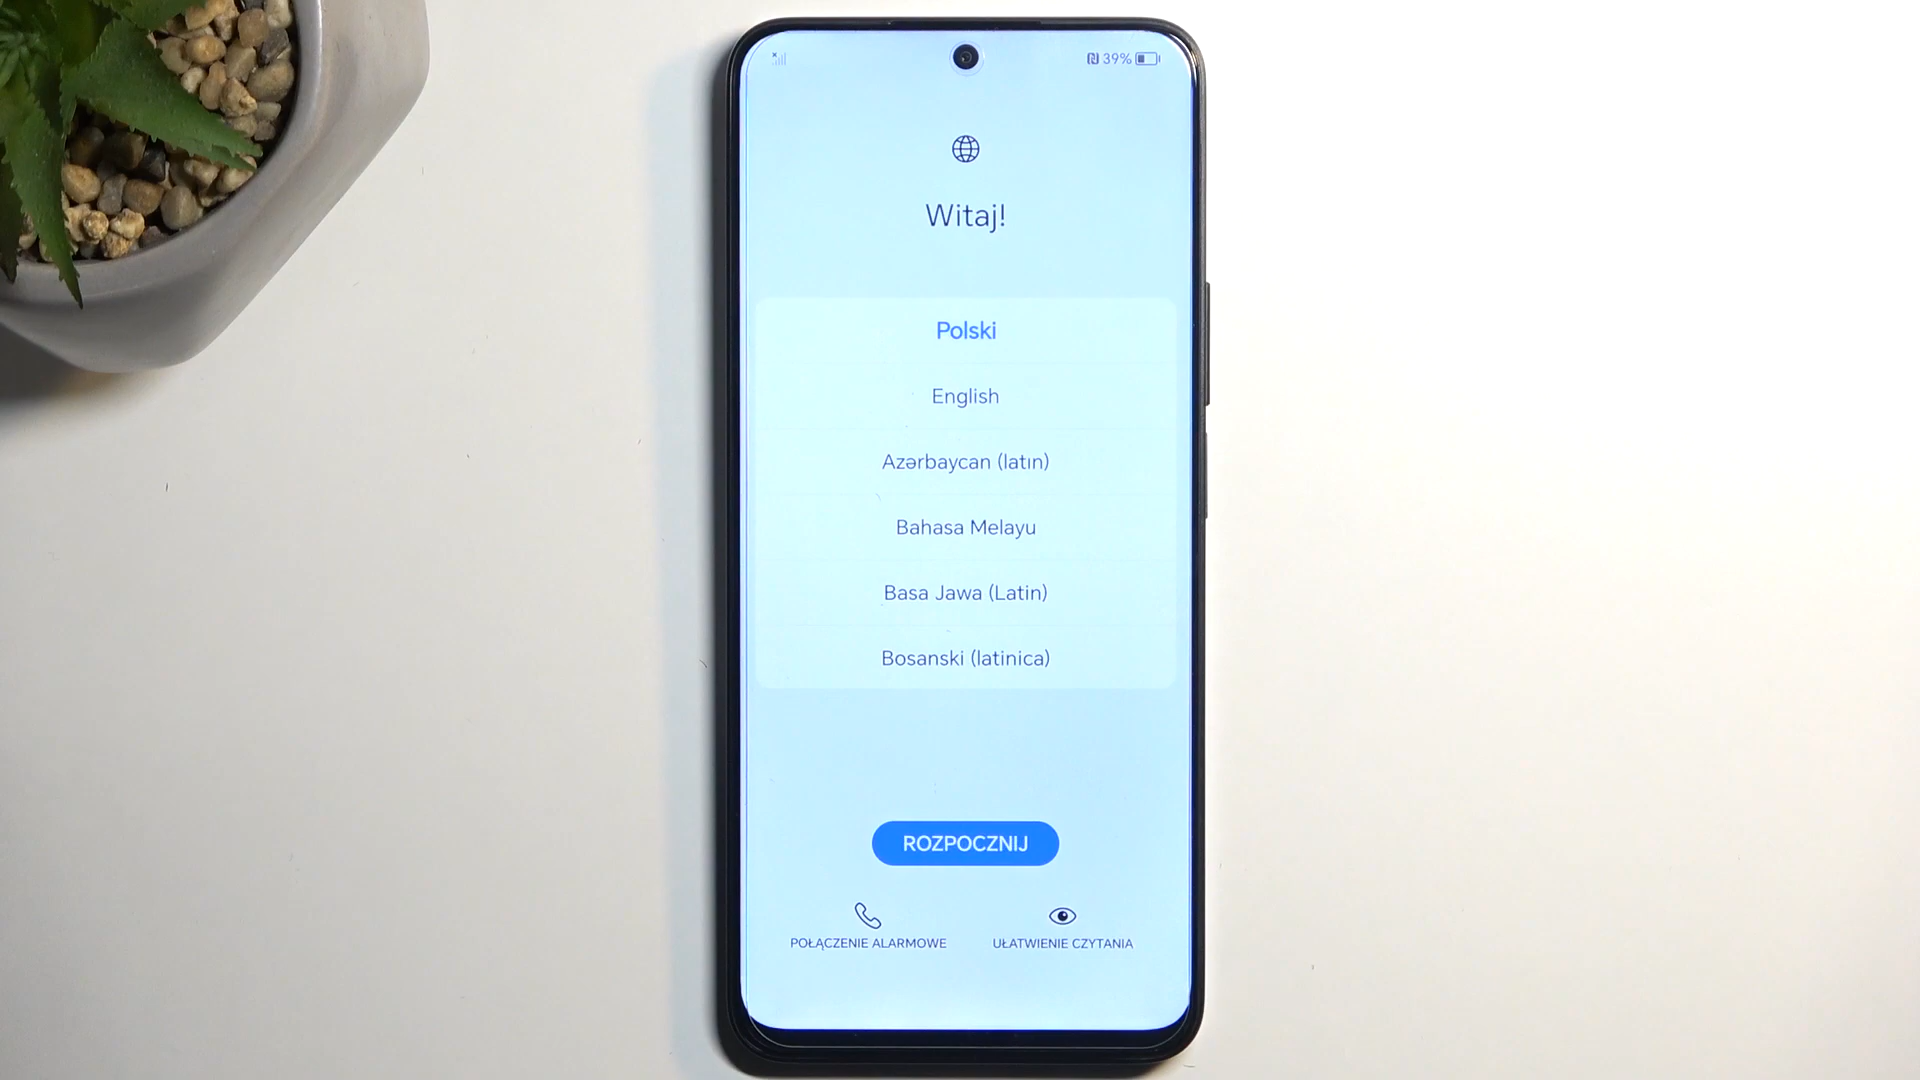 39%
Witaj!
Polski
English
Azərbaycan (latın)
Bahasa Melayu
Basa Jawa (Latin)
Bosanski (latinica)
ROZPOCZNIJ
POŁĄCZENIE ALARMOWE
UŁATWIENIE CZYTANIA